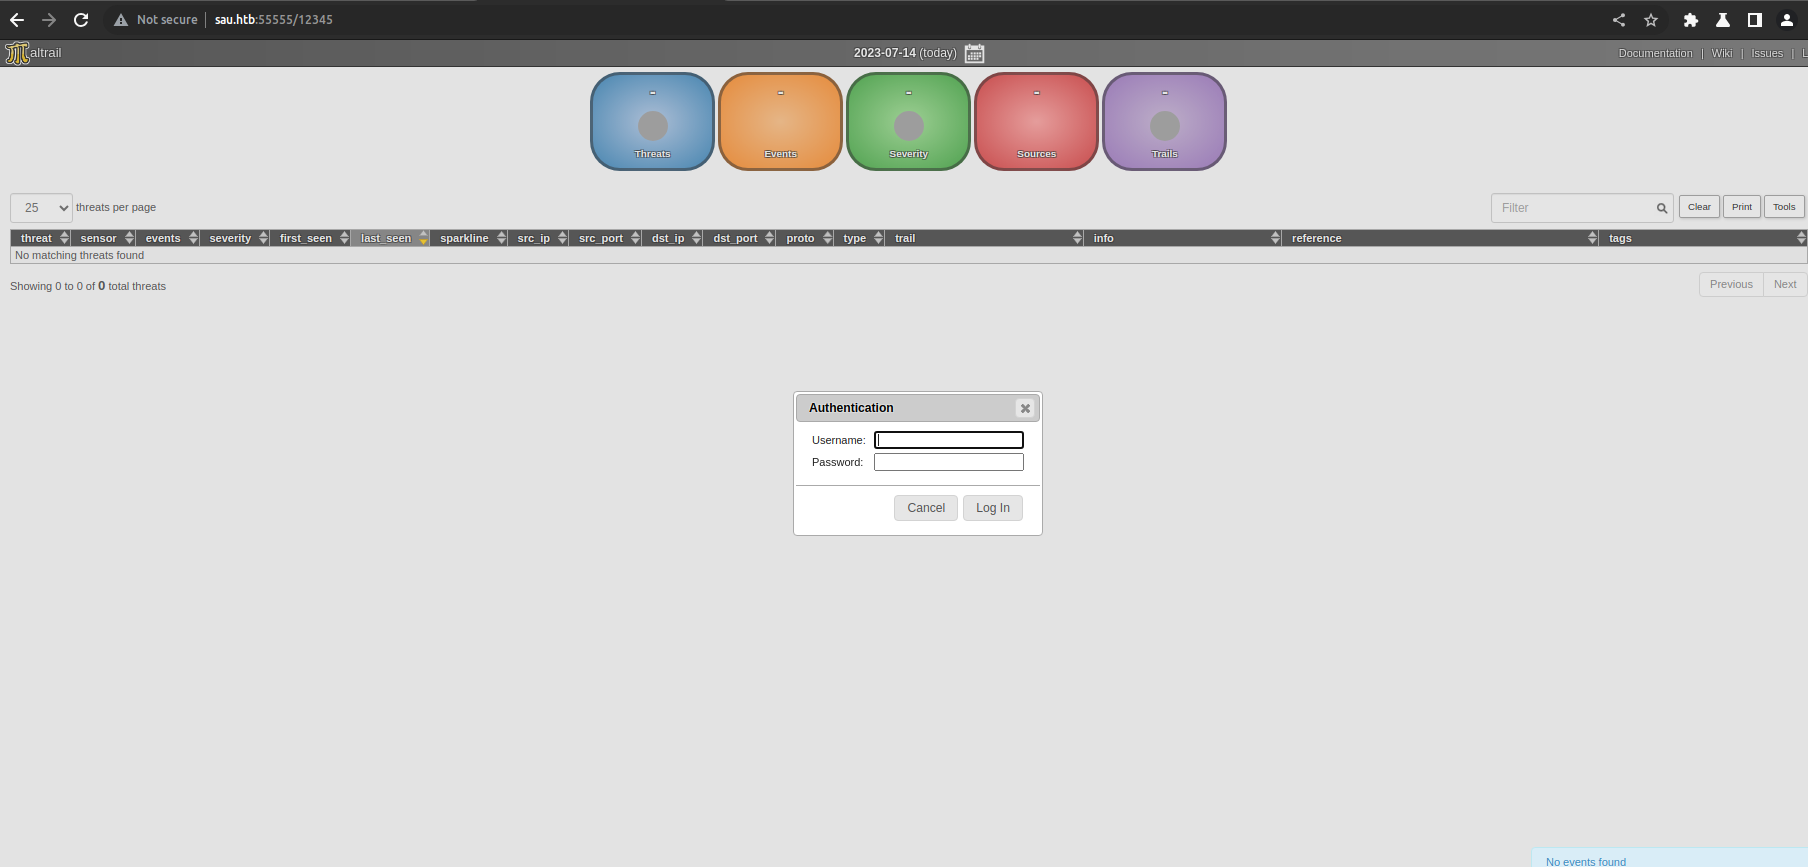 Not secure | sau.htb:55555/12345
altrail
2023-07-14 (today)
Documentation | Wiki | Issues |
-
Threats
-
Events
-
Severity
-
Sources
-
Trails
25 threats per page
Filter
Clear
Print
Tools
threat sensor events severity first_seen last_seen sparkline src_ip src_port dst_ip dst_port proto type trail info reference tags
No matching threats found
Showing 0 to 0 of 0 total threats
Previous Next
Authentication
Username:
Password:
Cancel Log In
No events found